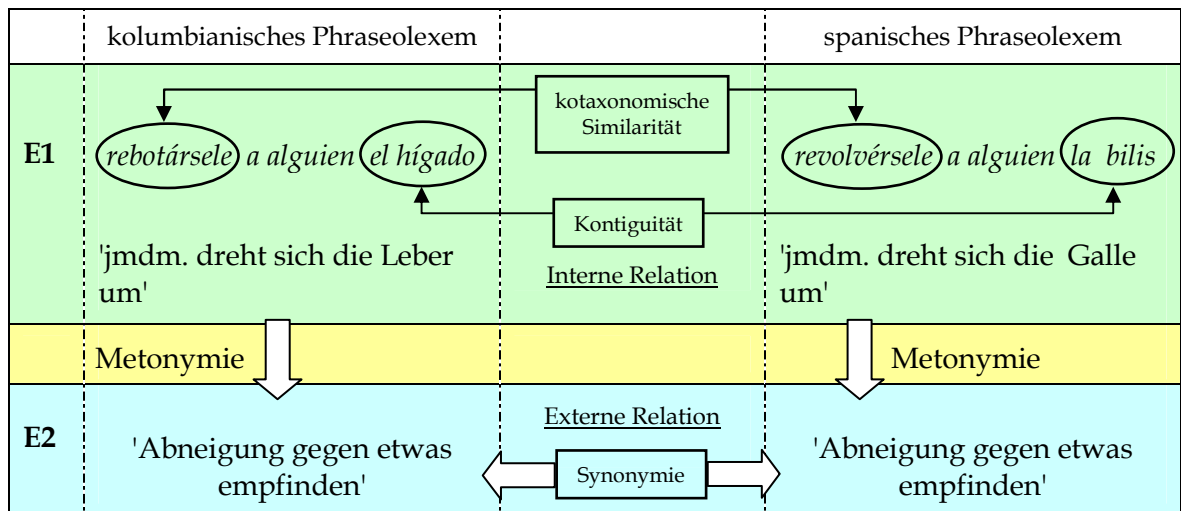 kolumbianisches Phraseolexem
spanisches Phraseolexem
E1
kotaxonomische
Similarität
rebotársele a alguien el hígado
revolvérsele a alguien la bilis
Kontiguität
Interne Relation
'jmdm. dreht sich die Leber
um'
'jmdm. dreht sich die Galle
um'
Metonymie
Metonymie
E2
Externe Relation
'Abneigung gegen etwas
empfinden'
Synonymie
'Abneigung gegen etwas
empfinden'